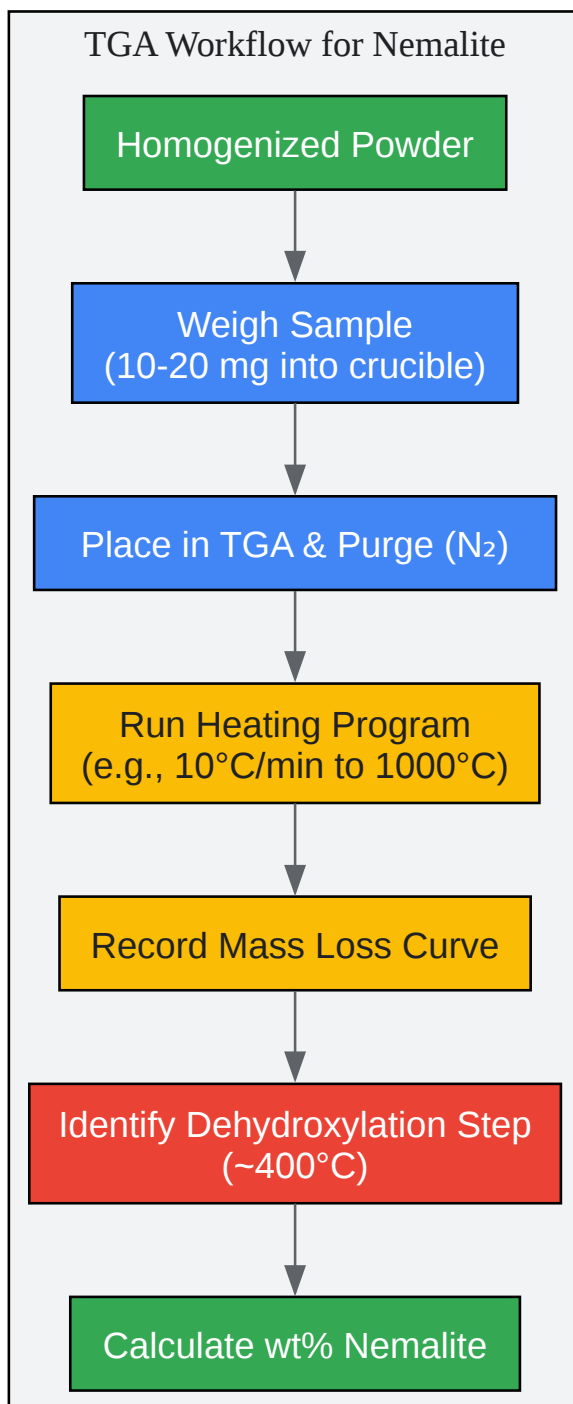 TGA Workflow for Nemalite
Homogenized Powder
Weigh Sample
(10-20 mg into crucible)
Place in TGA & Purge (N₂)
Run Heating Program
(e.g., 10°C/min to 1000°C)
Record Mass Loss Curve
Identify Dehydroxylation Step
(~400°C)
Calculate wt% Nemalite